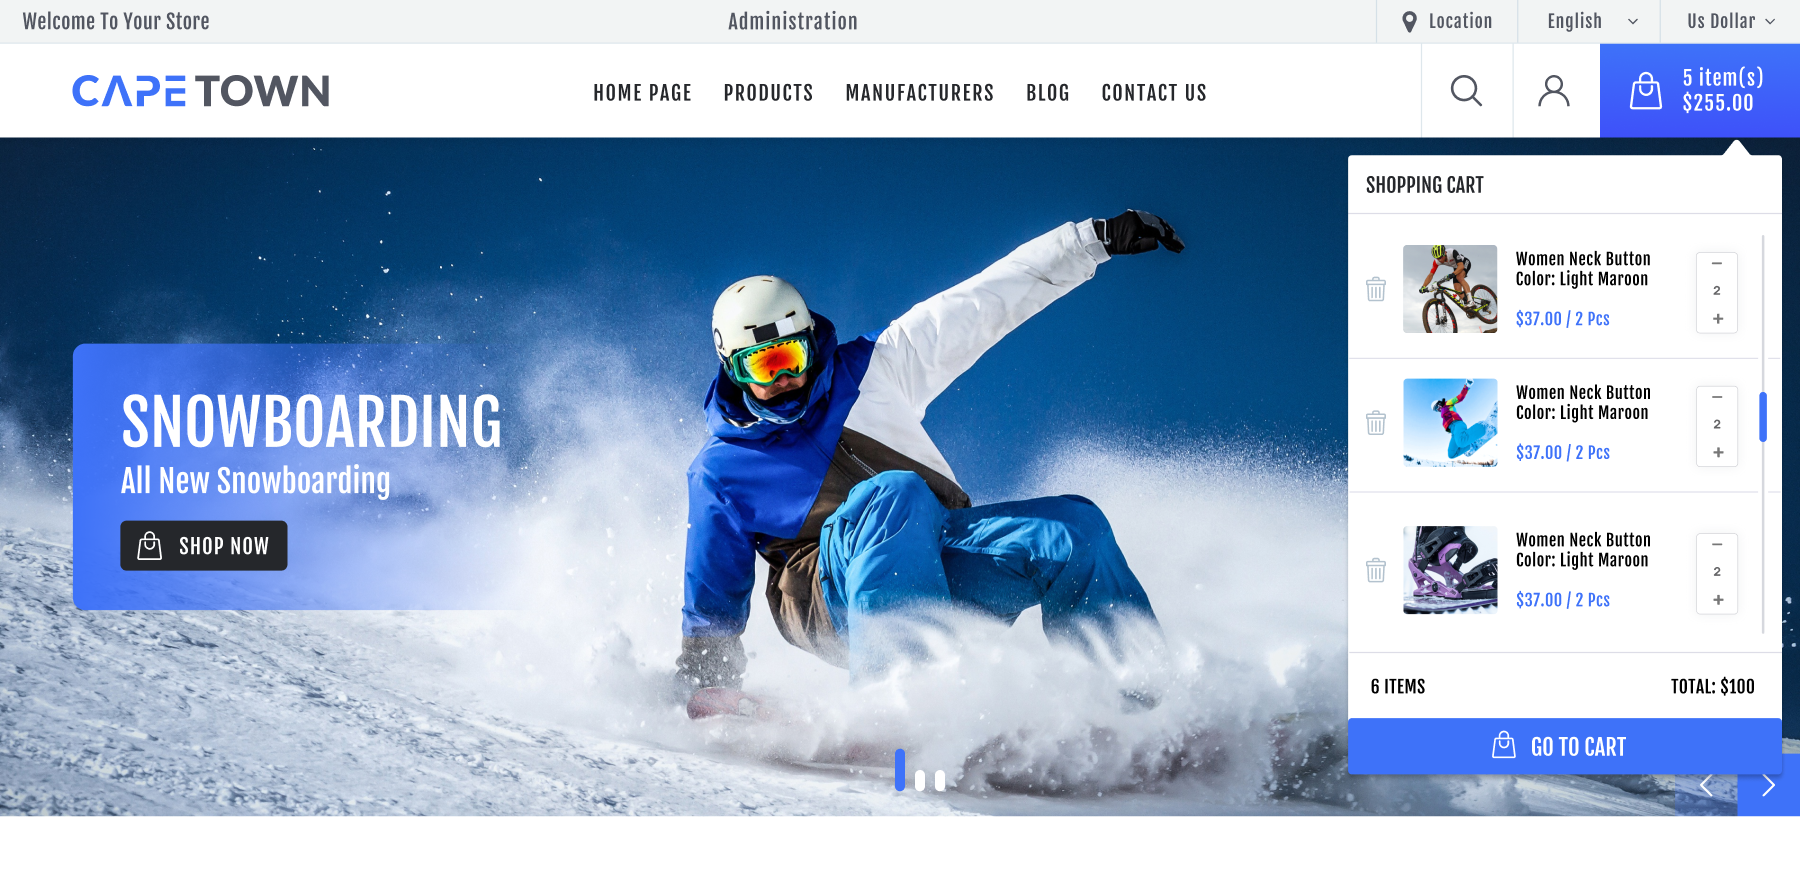 Welcome To Your Store
Administration
Location
English
Us Dollar
CAPE TOWN
HOME PAGE
PRODUCTS
MANUFACTURERS
BLOG
CONTACT US
5 item(s)
$255.00
SHOPPING CART
Women Neck Button
Color: Light Maroon
$37.00 / 2 Pcs
2
Women Neck Button
Color: Light Maroon
$37.00 / 2 Pcs
2
Women Neck Button
Color: Light Maroon
$37.00 / 2 Pcs
2
6 ITEMS
TOTAL: $100
GO TO CART
SNOWBOARDING
All New Snowboarding
SHOP NOW